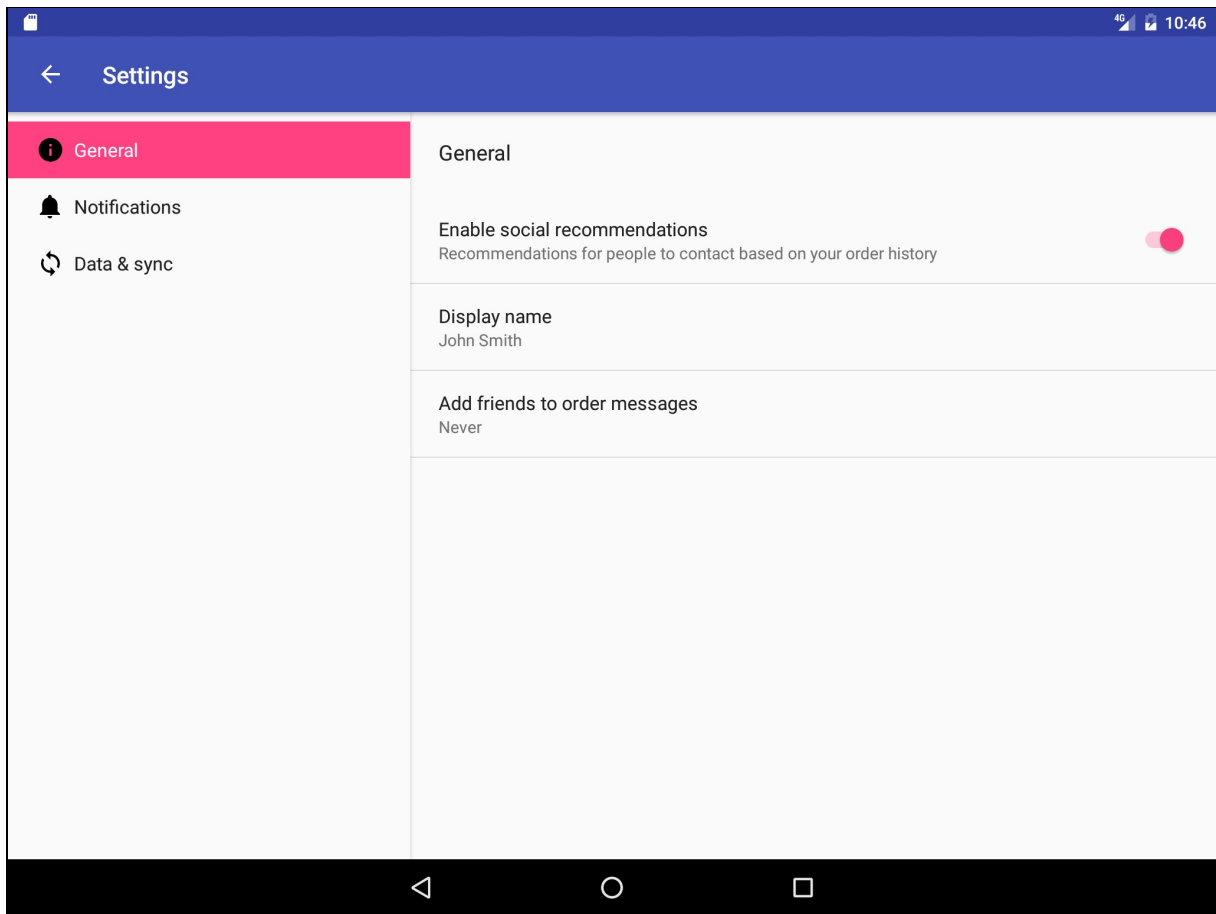 4G 10:46
Settings
General
Notifications
Data & sync
General
Enable social recommendations
Recommendations for people to contact based on your order history
Display name
John Smith
Add friends to order messages
Never